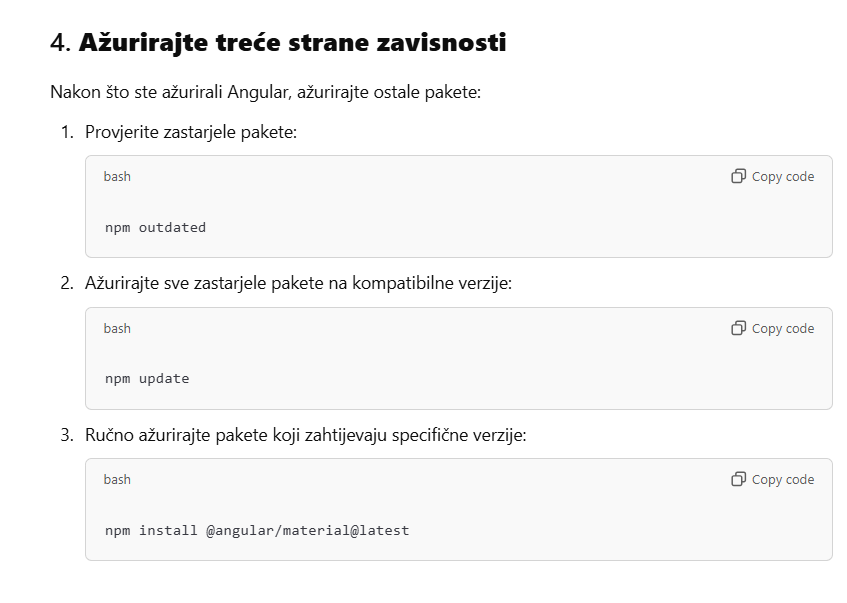 4. Ažurirajte treće strane zavisnosti
Nakon što ste ažurirali Angular, ažurirajte ostale pakete:
1. Provjerite zastarjele pakete:
bash Copy code
npm outdated
2. Ažurirajte sve zastarjele pakete na kompatibilne verzije:
bash Copy code
npm update
3. Ručno ažurirajte pakete koji zahtijevaju specifične verzije:
bash Copy code
npm install @angular/material@latest